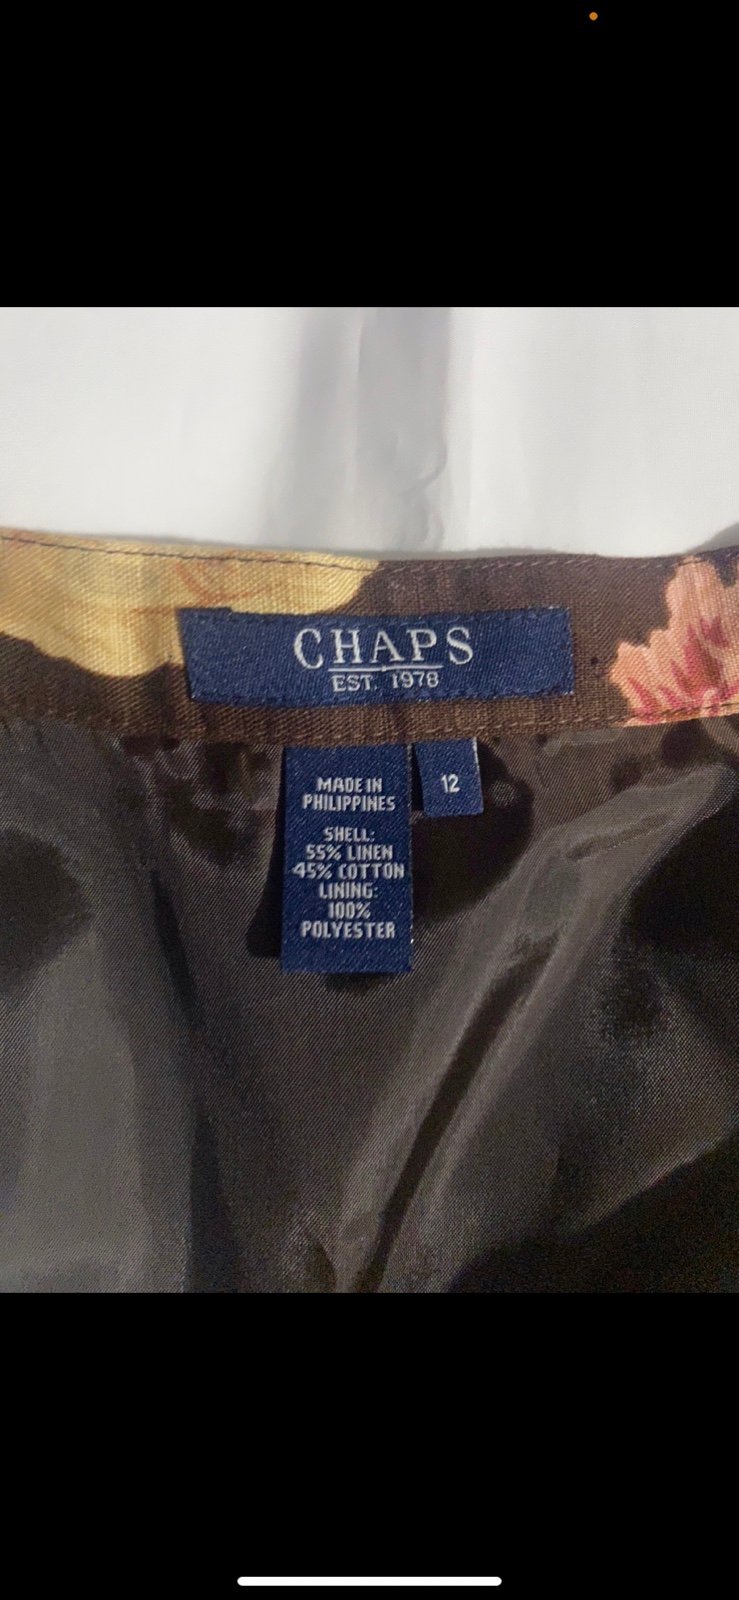 CHAPS
EST. 1978
MADE IN
PHILIPPINES
SHELL:
55% LINEN
45% COTTON
LINING:
100%
POLYESTER
12